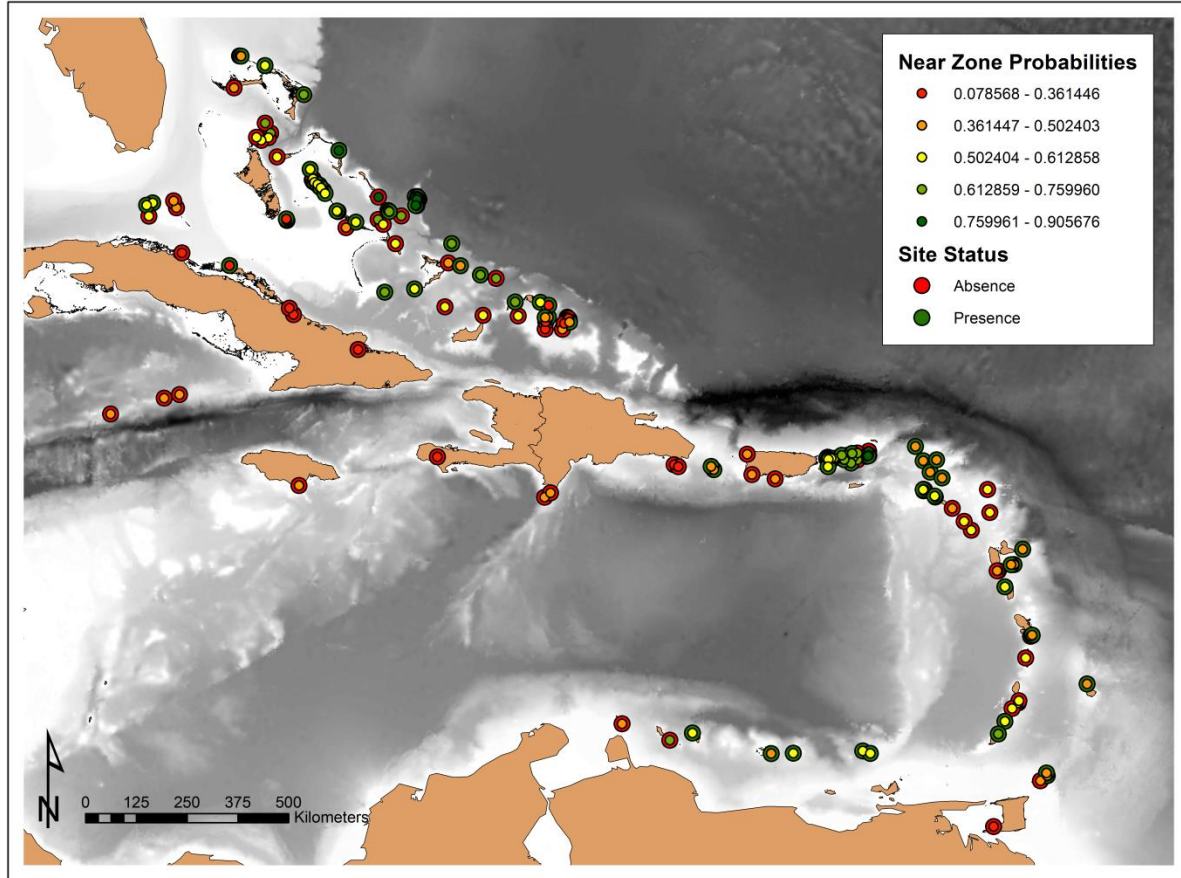 Near Zone Probabilities
0.078568 - 0.361446
0.361447 - 0.502403
0.502404 - 0.612858
0.612859 - 0.759960
0.759961 - 0.905676
Site Status
Absence
Presence
N
0 125 250 375 500
Kilometers